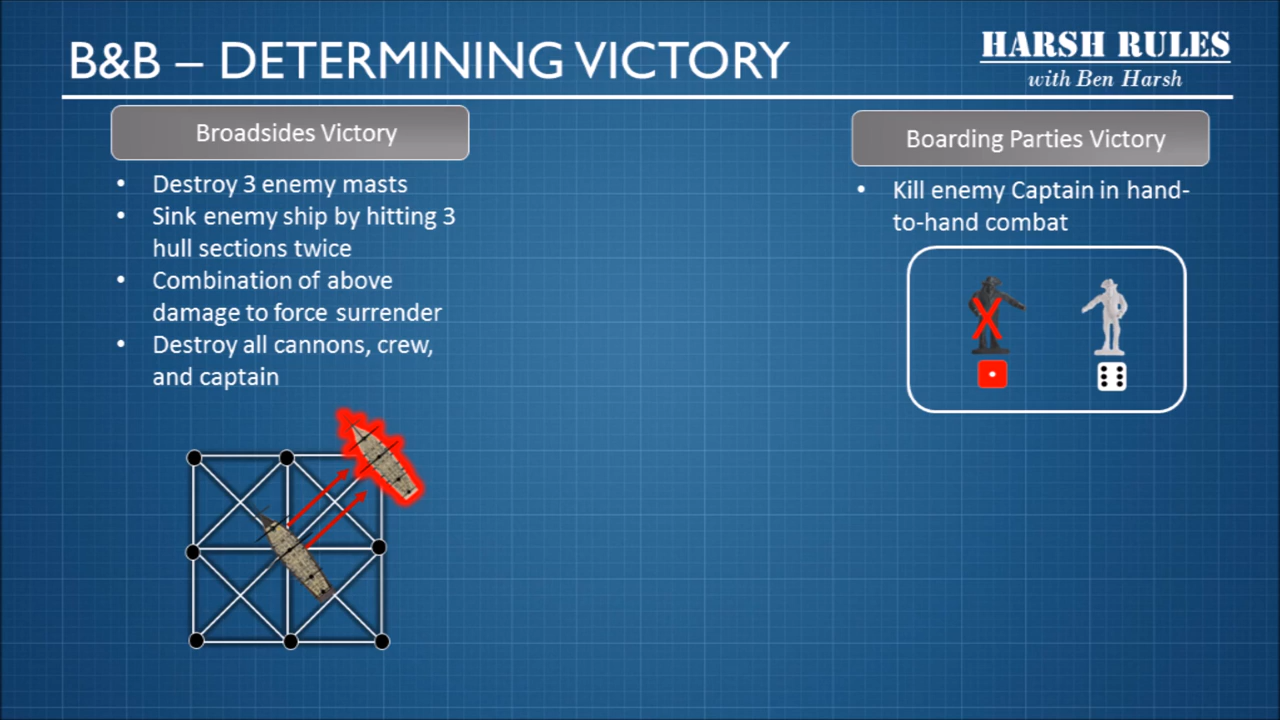 B&B – DETERMINING VICTORY
HARSH RULES
with Ben Harsh
Broadsides Victory
• Destroy 3 enemy masts
• Sink enemy ship by hitting 3
hull sections twice
• Combination of above
damage to force surrender
• Destroy all cannons, crew,
and captain
Boarding Parties Victory
• Kill enemy Captain in hand-
to-hand combat
X